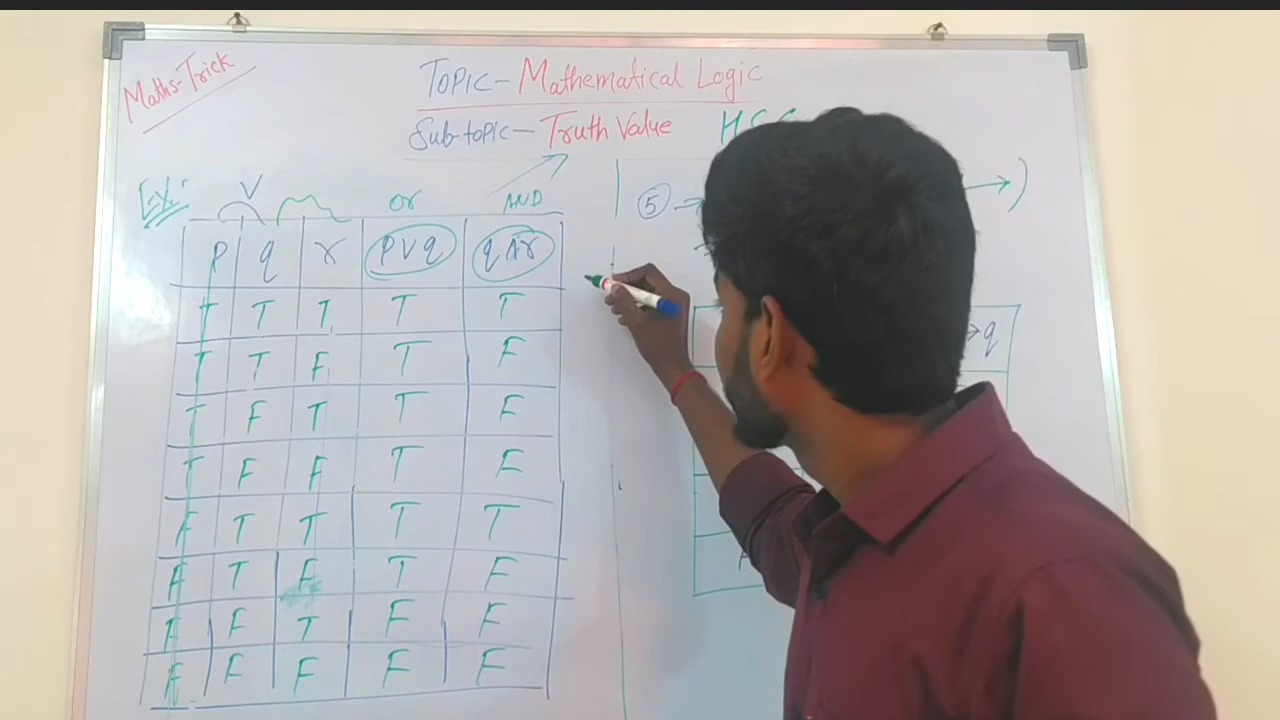 Maths-Trick
Topic- Mathematical Logic
Sub-topic- Truth Value HSC
Ex:
V
or AND
5 → →)
P q r P∨q q∧r
T T T T T
T T F T F
T F T T F
T F F T F
F T T T T
F T F T F
F F T F F
F F F F F
→q